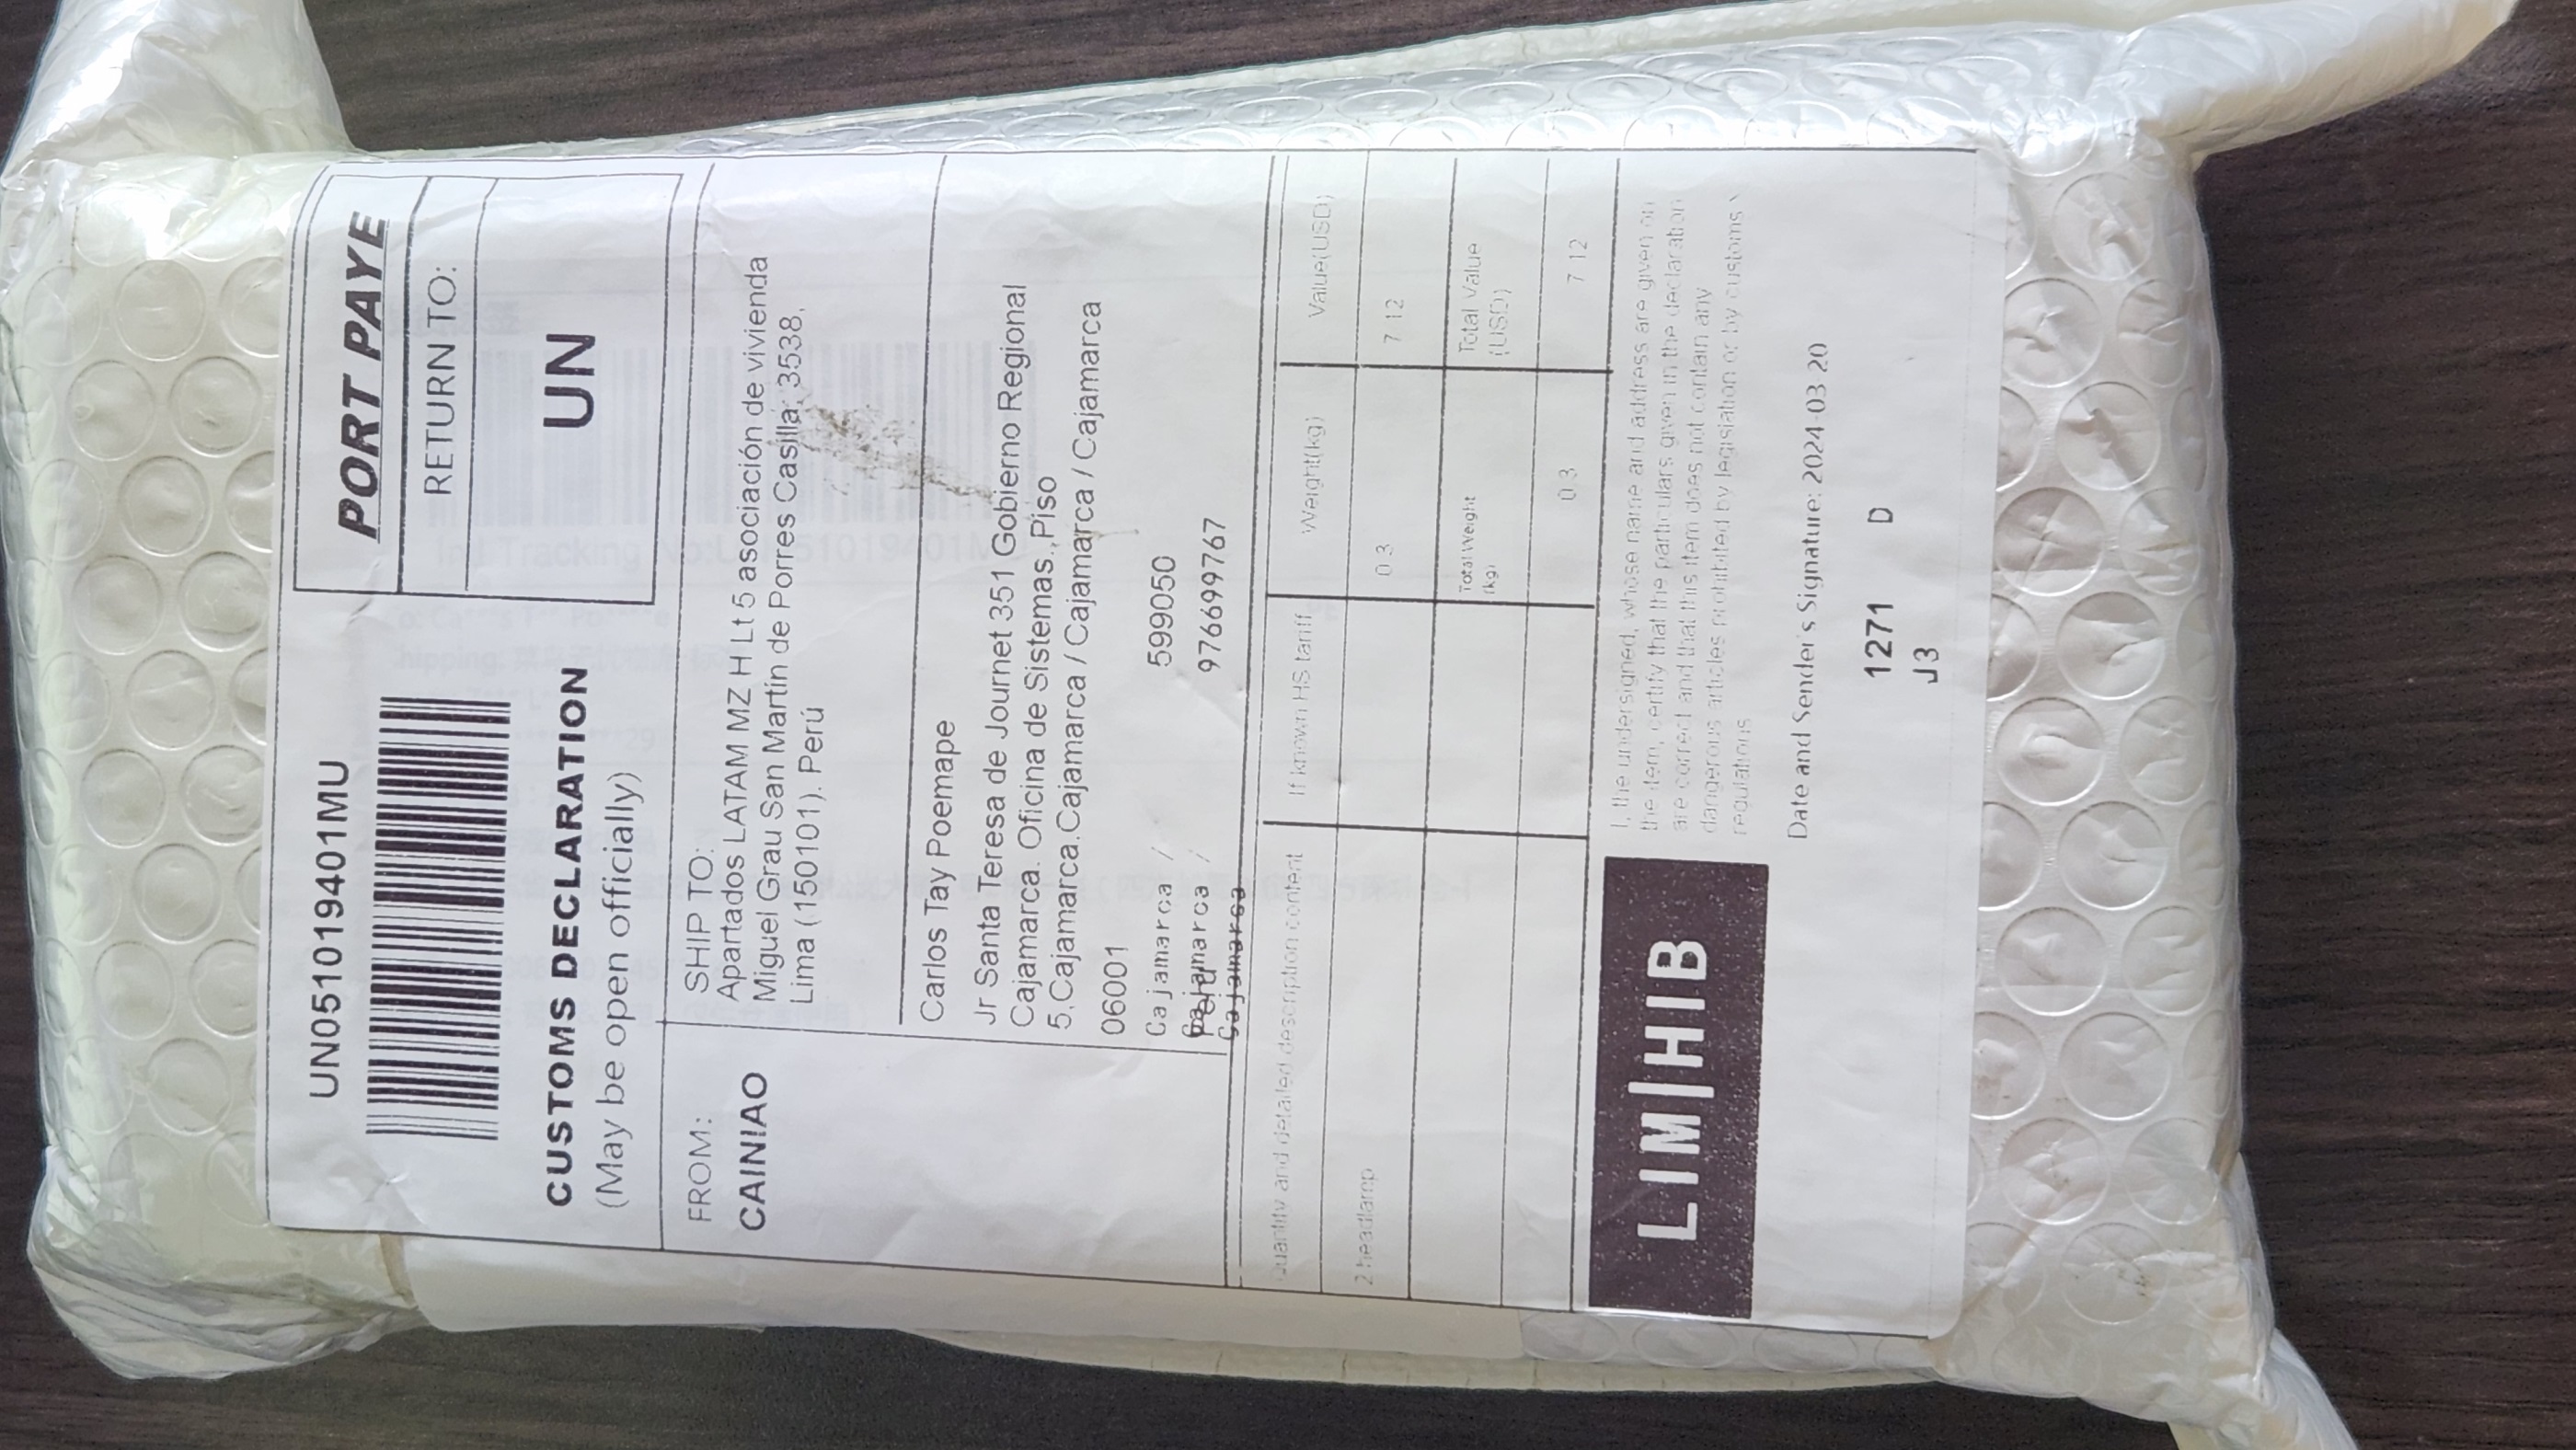 UN051019401MU
PORT PAYE
RETURN TO:
UN
CUSTOMS DECLARATION
(May be open officially)
FROM:
CAINIAO
SHIP TO:
Apartados LATAM MZ H Lt 5 asociación de vivienda
Miguel Grau San Martin de Porres Casilla: 3538,
Lima (150101). Perú
Carlos Tay Poemape
Jr Santa Teresa de Journet 351 Gobierno Regional
Cajamarca. Oficina de Sistemas.,Piso
5,Cajamarca.Cajamarca / Cajamarca / Cajamarca
06001
Cajamarca / 599050
Cajamarca / 976699767
Perú
Cajamarca
Quantity and detailed description content If known HS tariff Weight(kg) Value(USD)
2 headlamp 0.3 7.12
Total Weight (kg) Total Value (USD)
0.3 7.12
LIM|HIB
I, the undersigned, whose name and address are given on
the item, certify that the particulars given in the declaration
are correct and that this item does not contain any
dangerous articles prohibited by legislation or by customs
regulations
Date and Sender's Signature: 2024-03-20
1271 D
J3